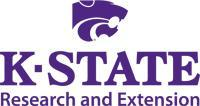 K-STATE
Research and Extension